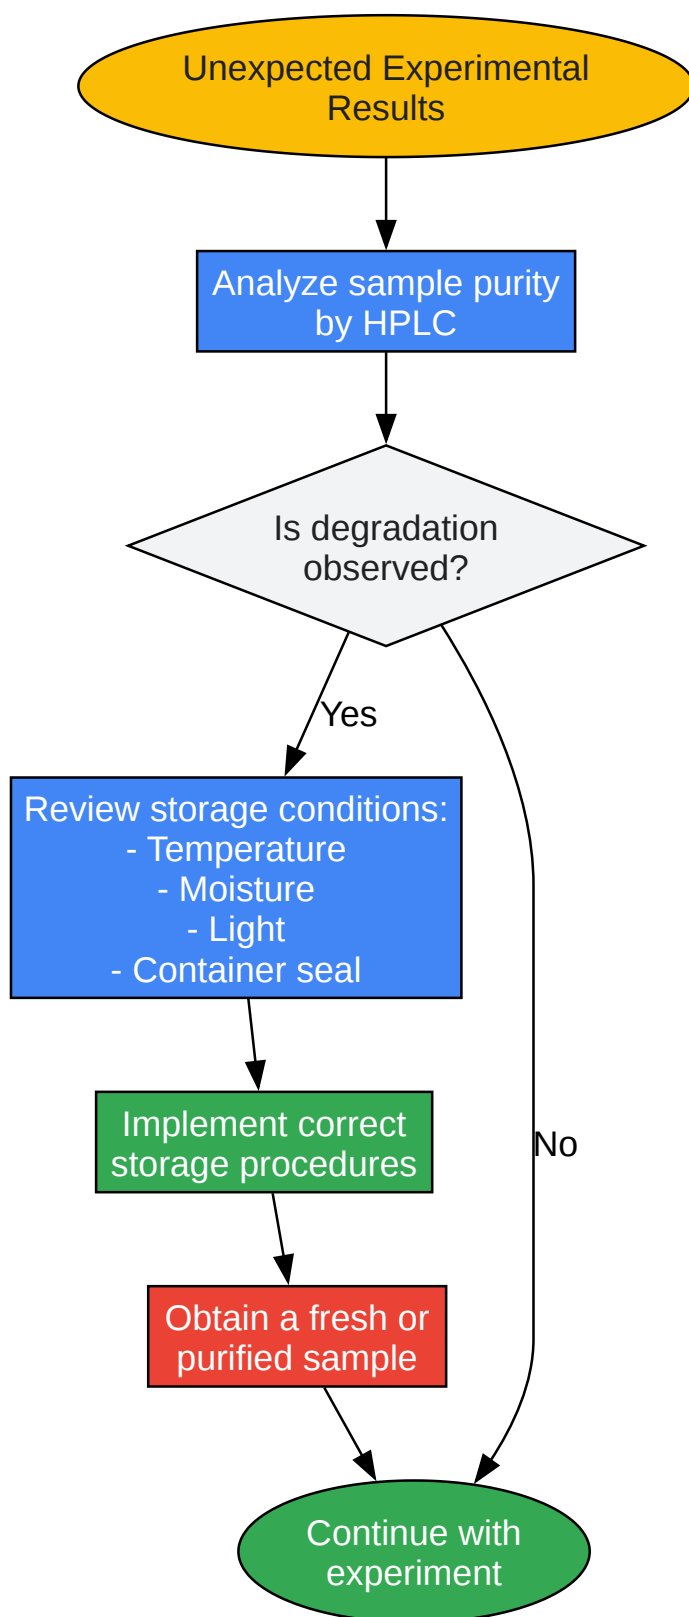 Unexpected Experimental
Results
Analyze sample purity
by HPLC
Is degradation
observed?
Yes
Review storage conditions:
- Temperature
- Moisture
- Light
- Container seal
Implement correct
storage procedures
No
Obtain a fresh or
purified sample
Continue with
experiment